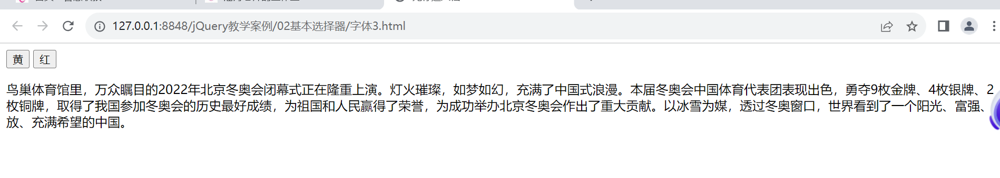 127.0.0.1:8848/jQuery教学案例/02基本选择器/字体3.html
黄 红
鸟巢体育馆里，万众瞩目的2022年北京冬奥会闭幕式正在隆重上演。灯火璀璨，如梦如幻，充满了中国式浪漫。本届冬奥会中国体育代表团表现出色，勇夺9枚金牌、4枚银牌、2
枚铜牌，取得了我国参加冬奥会的历史最好成绩，为祖国和人民赢得了荣誉，为成功举办北京冬奥会作出了重大贡献。以冰雪为媒，透过冬奥窗口，世界看到了一个阳光、富强、
放、充满希望的中国。